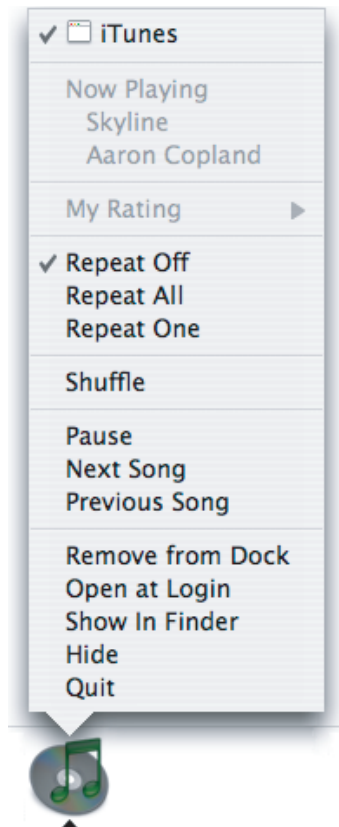 iTunes
Now Playing
Skyline
Aaron Copland
My Rating
Repeat Off
Repeat All
Repeat One
Shuffle
Pause
Next Song
Previous Song
Remove from Dock
Open at Login
Show In Finder
Hide
Quit